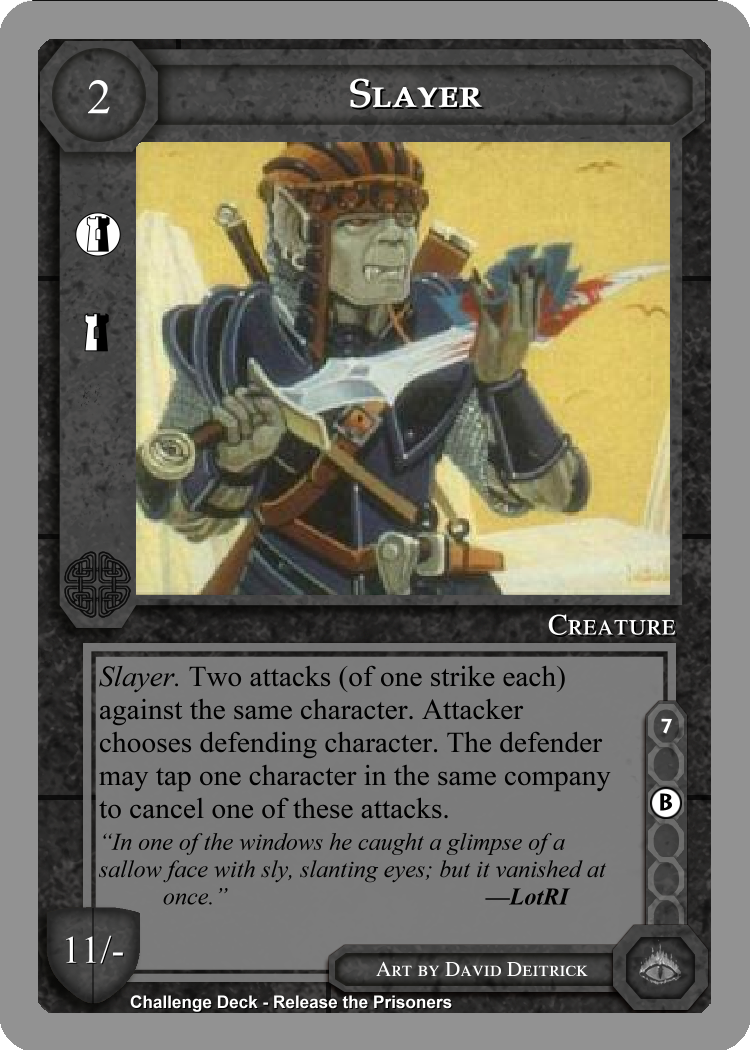 2
SLAYER
CREATURE
Slayer. Two attacks (of one strike each)
against the same character. Attacker
chooses defending character. The defender
may tap one character in the same company
to cancel one of these attacks.
“In one of the windows he caught a glimpse of a
sallow face with sly, slanting eyes; but it vanished at
once.” —LotRI
7
B
11/-
ART BY DAVID DEITRICK
Challenge Deck - Release the Prisoners